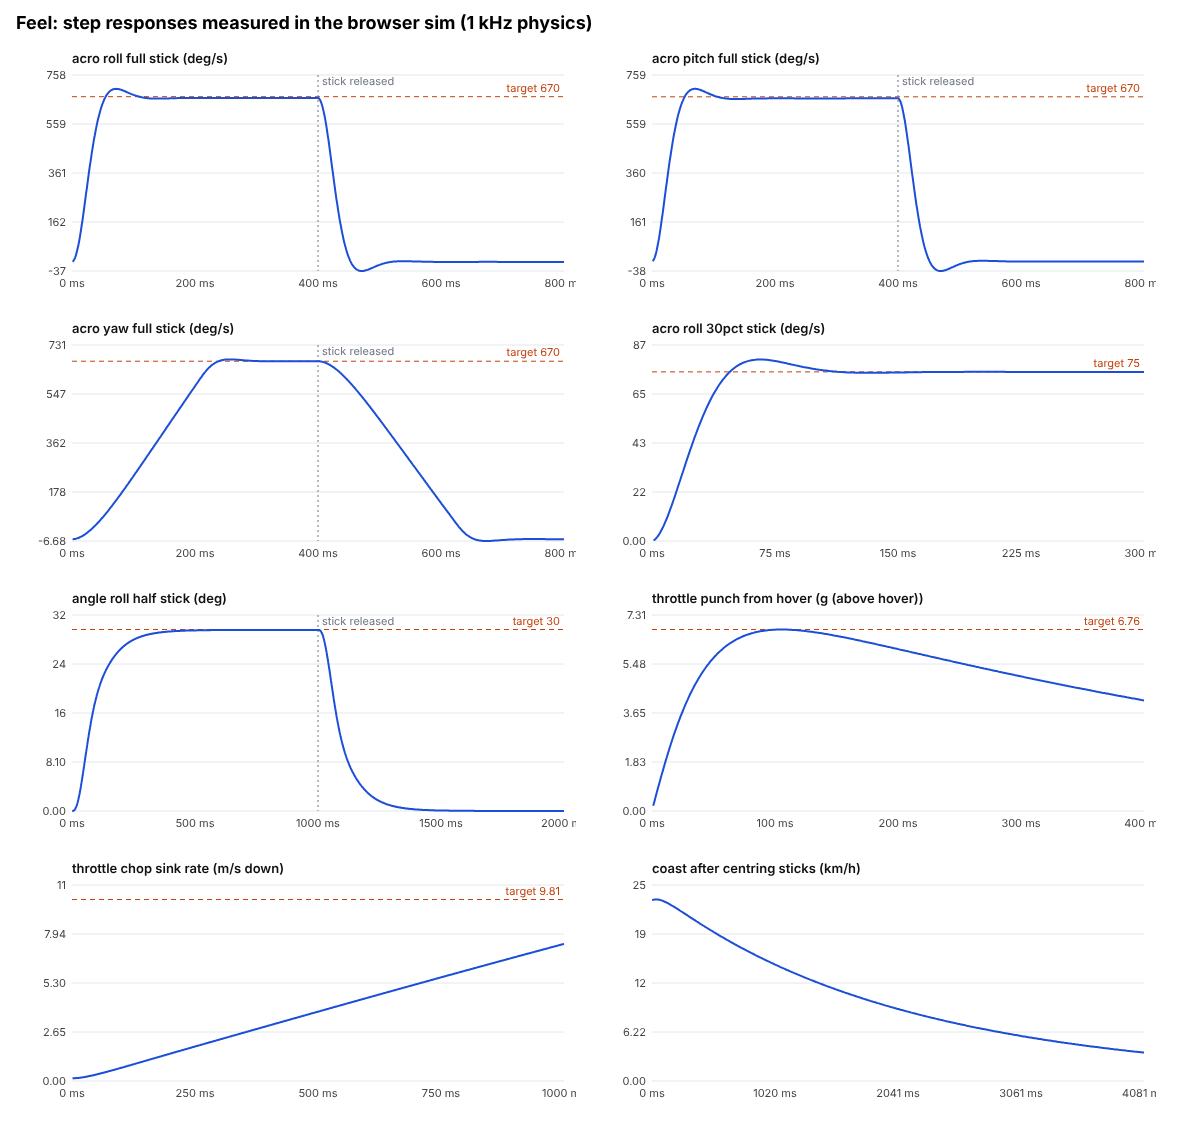 Feel: step responses measured in the browser sim (1 kHz physics)
acro roll full stick (deg/s)
758
559
361
162
-37
stick released
target 670
0 ms
200 ms
400 ms
600 ms
800 m
acro pitch full stick (deg/s)
759
559
360
161
-38
stick released
target 670
0 ms
200 ms
400 ms
600 ms
800 m
acro yaw full stick (deg/s)
731
547
362
178
-6.68
stick released
target 670
0 ms
200 ms
400 ms
600 ms
800 m
acro roll 30pct stick (deg/s)
87
65
43
22
0.00
target 75
0 ms
75 ms
150 ms
225 ms
300 m
angle roll half stick (deg)
32
24
16
8.10
0.00
stick released
target 30
0 ms
500 ms
1000 ms
1500 ms
2000 m
throttle punch from hover (g (above hover))
7.31
5.48
3.65
1.83
0.00
target 6.76
0 ms
100 ms
200 ms
300 ms
400 m
throttle chop sink rate (m/s down)
11
7.94
5.30
2.65
0.00
target 9.81
0 ms
250 ms
500 ms
750 ms
1000 m
coast after centring sticks (km/h)
25
19
12
6.22
0.00
0 ms
1020 ms
2041 ms
3061 ms
4081 m